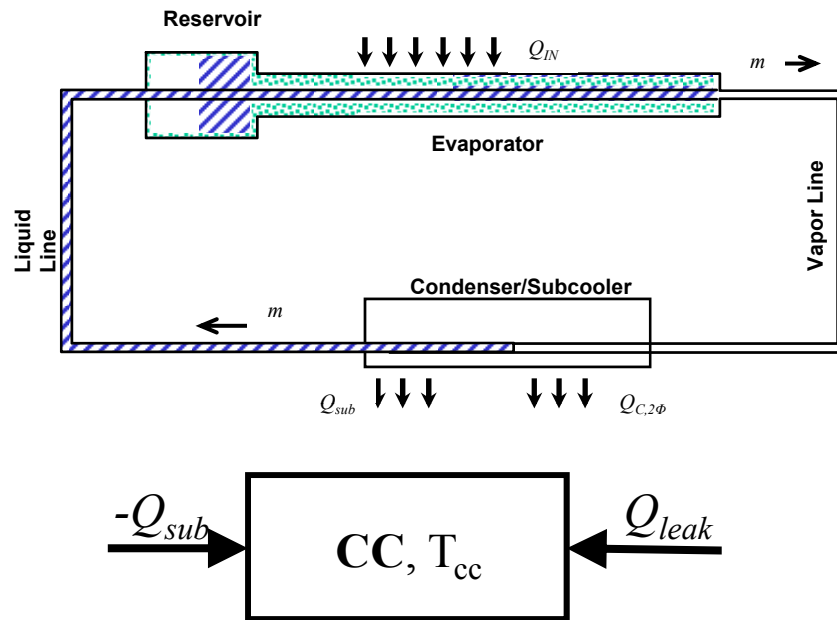 Reservoir
Q_IN
m
Evaporator
Liquid
Line
Vapor Line
Condenser/Subcooler
m
Q_sub
Q_C,2Φ
-Q_sub
CC, T_cc
Q_leak